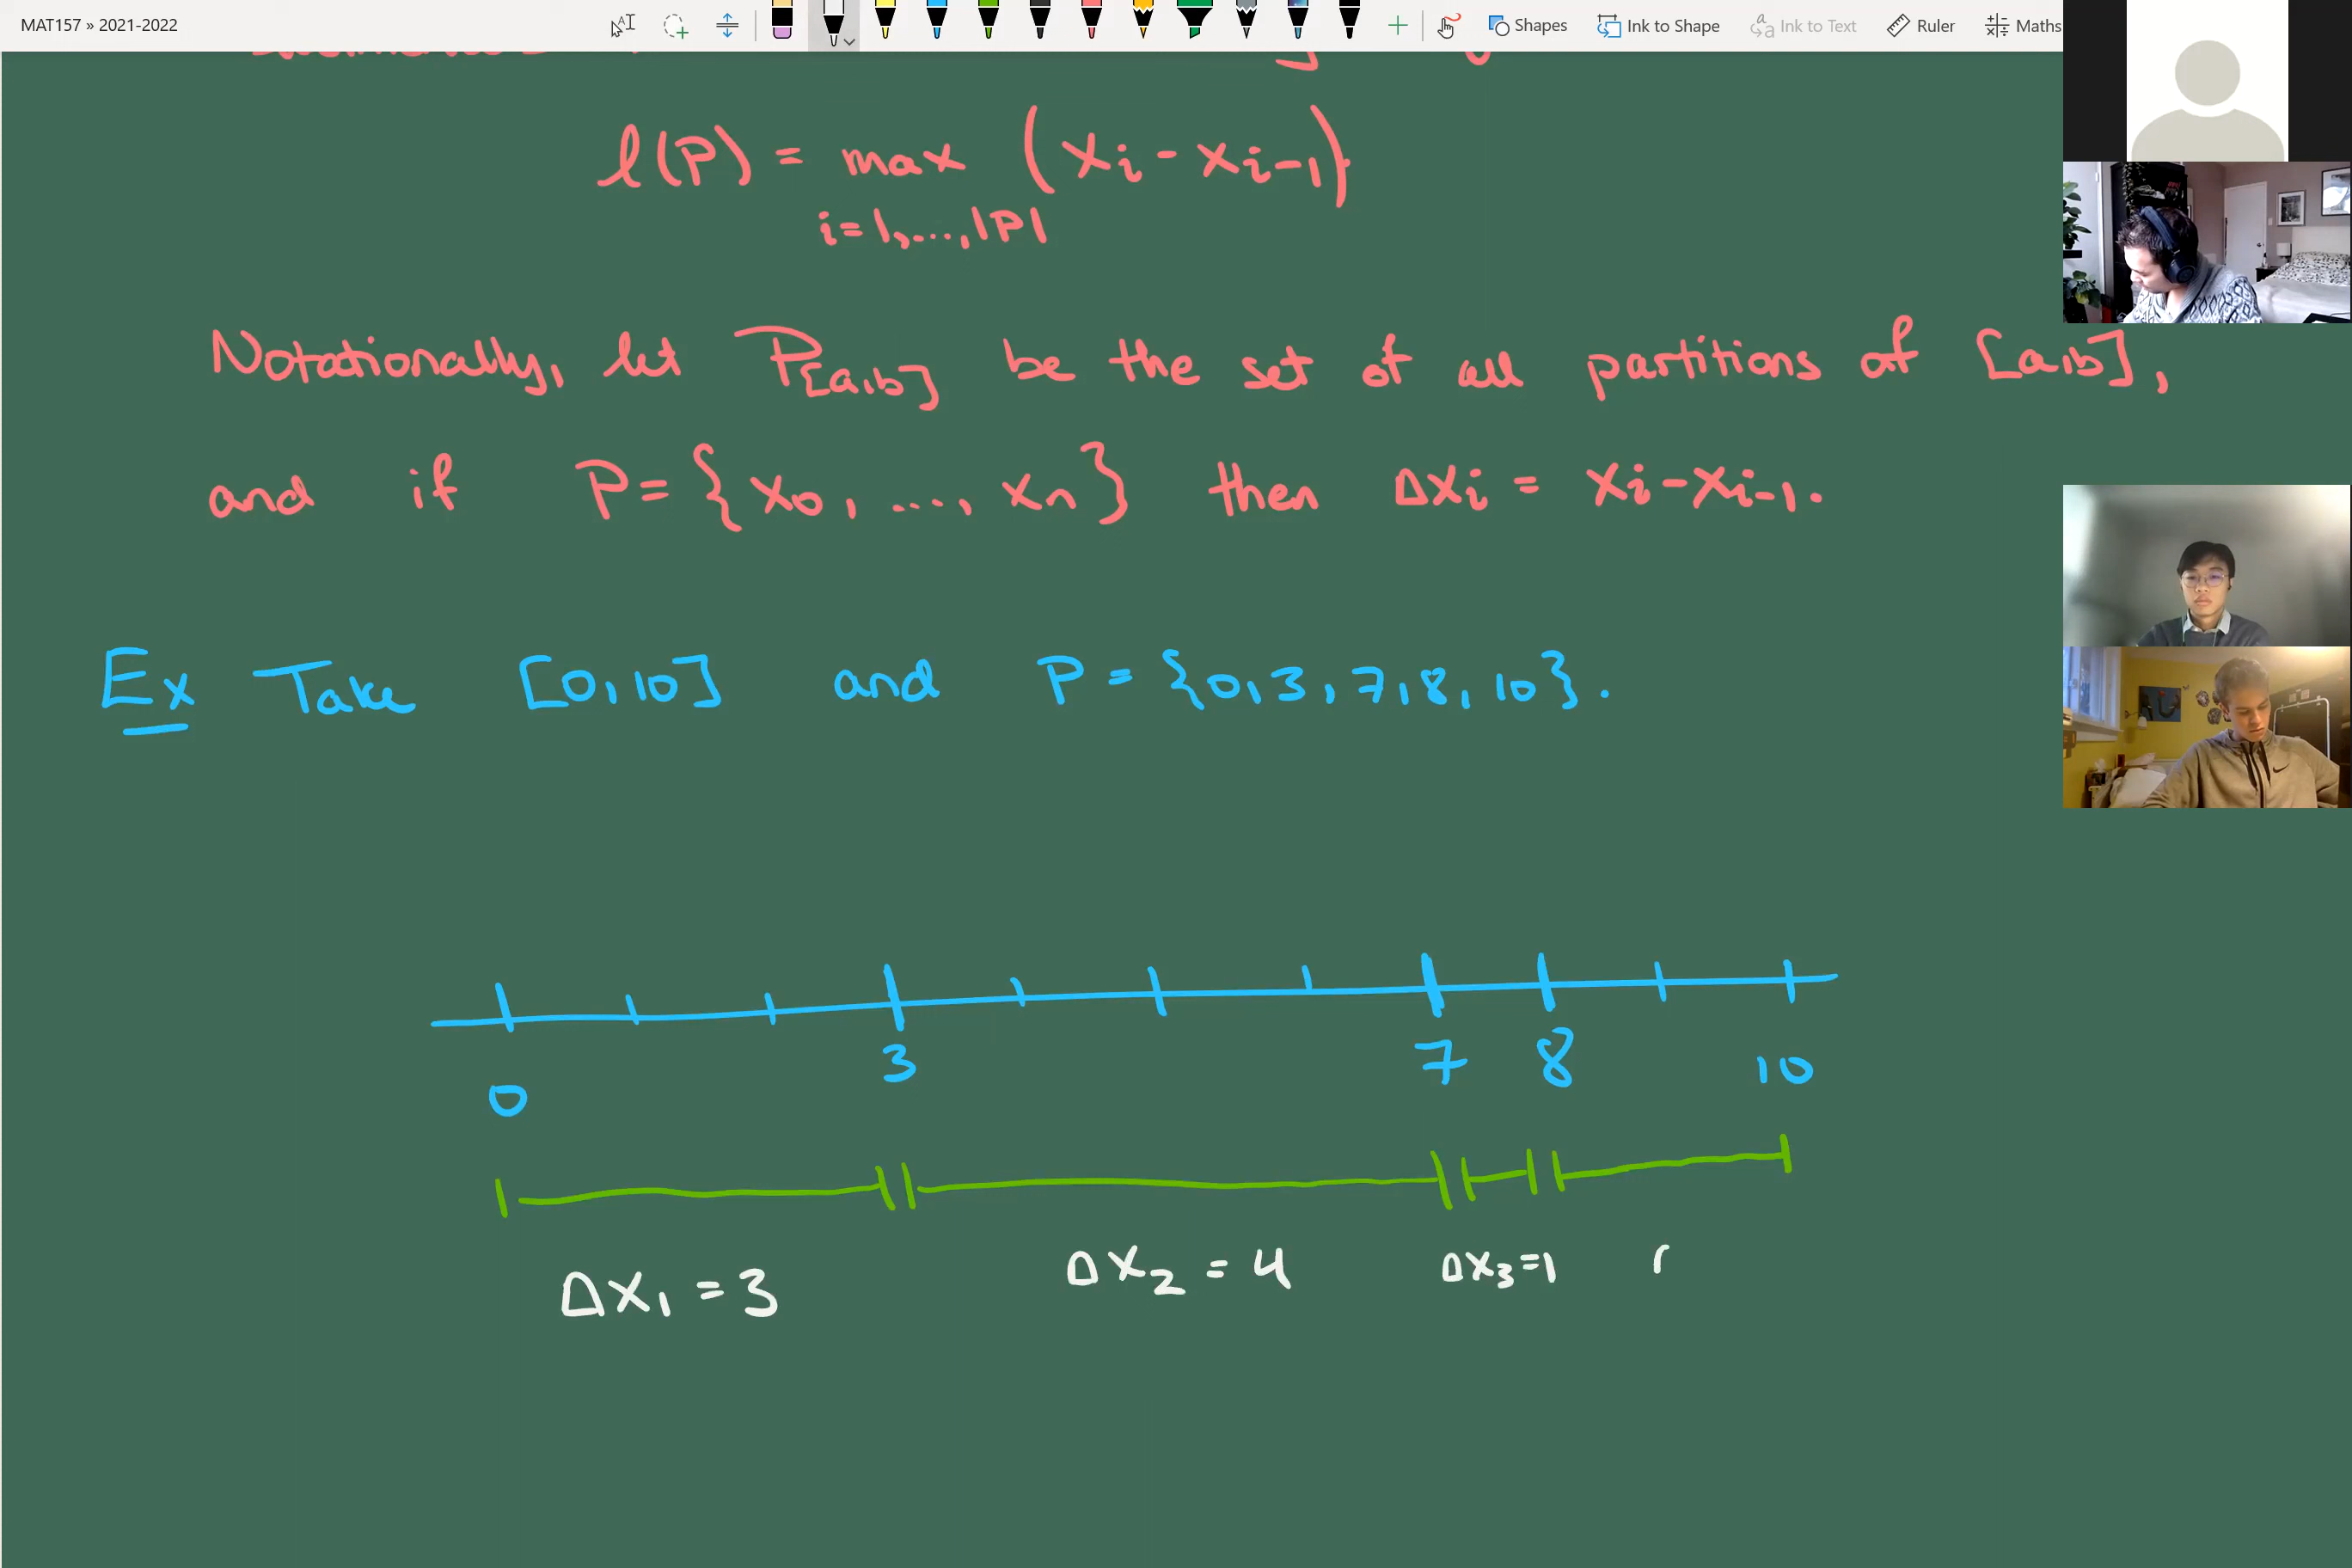 MAT157 » 2021-2022
Shapes Ink to Shape Ink to Text Ruler Maths
l(P) = max (xi - xi-1)
i=1,...,|P|
Notationally, let P[a,b] be the set of all partitions of [a,b],
and if P = {x0, ..., xn} then Δxi = xi - xi-1.
Ex Take [0,10] and P = {0,3,7,8,10}.
0 3 7 8 10
Δx1 = 3 Δx2 = 4 Δx3=1